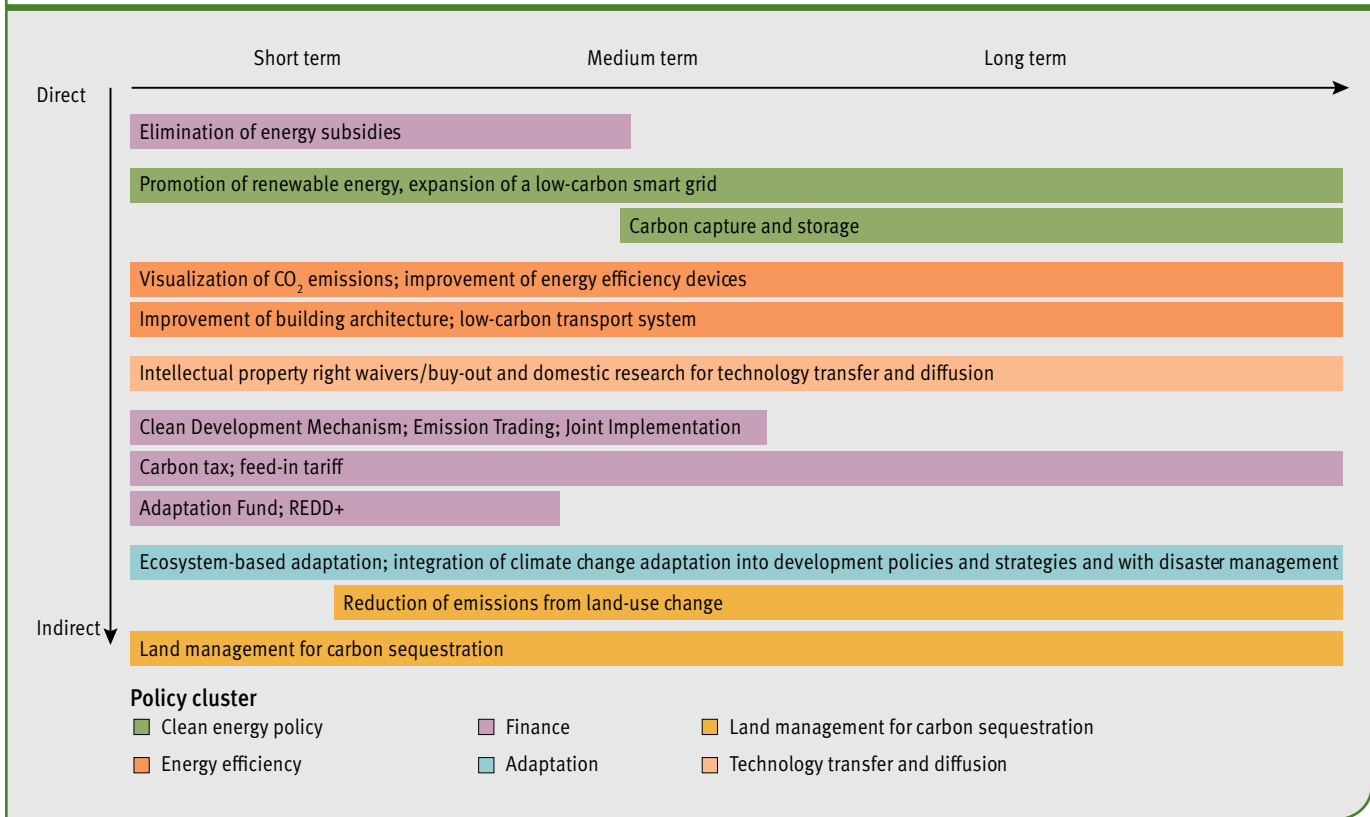 Short term Medium term Long term
Direct
Elimination of energy subsidies
Promotion of renewable energy, expansion of a low-carbon smart grid
Carbon capture and storage
Visualization of CO₂ emissions; improvement of energy efficiency devices
Improvement of building architecture; low-carbon transport system
Intellectual property right waivers/buy-out and domestic research for technology transfer and diffusion
Clean Development Mechanism; Emission Trading; Joint Implementation
Carbon tax; feed-in tariff
Adaptation Fund; REDD+
Ecosystem-based adaptation; integration of climate change adaptation into development policies and strategies and with disaster management
Reduction of emissions from land-use change
Indirect
Land management for carbon sequestration
Policy cluster
Clean energy policy Finance Land management for carbon sequestration
Energy efficiency Adaptation Technology transfer and diffusion